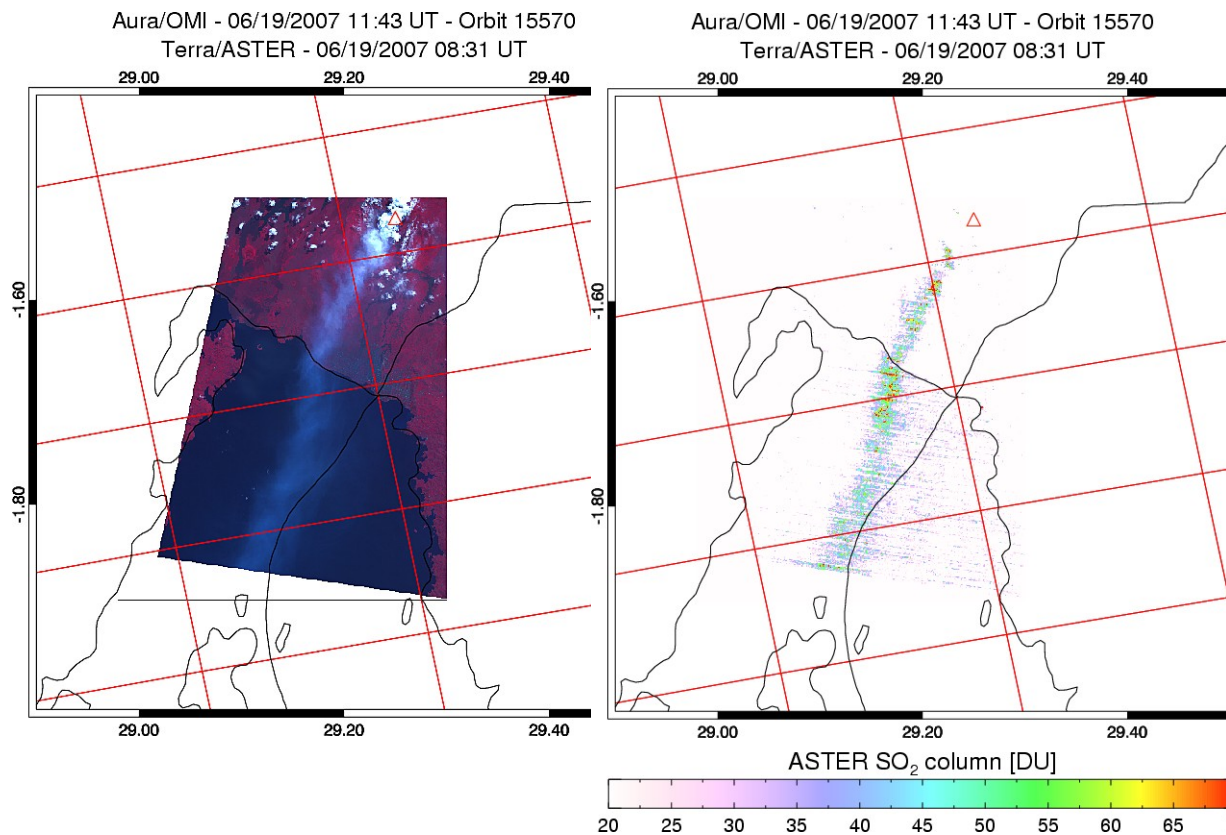 Aura/OMI - 06/19/2007 11:43 UT - Orbit 15570
Terra/ASTER - 06/19/2007 08:31 UT
29.00 29.20 29.40
-1.60
-1.80
29.00 29.20 29.40
Aura/OMI - 06/19/2007 11:43 UT - Orbit 15570
Terra/ASTER - 06/19/2007 08:31 UT
29.00 29.20 29.40
-1.60
-1.80
29.00 29.20 29.40
ASTER SO₂ column [DU]
20 25 30 35 40 45 50 55 60 65